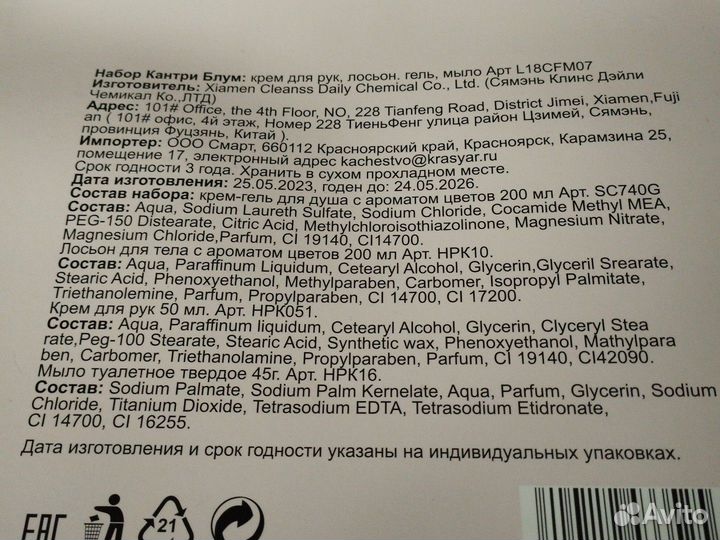 Набор Кантри Блум: крем для рук, лосьон. гель, мыло Арт L18CFM07
Изготовитель: Xiamen Cleanss Daily Chemical Co., Ltd. (Сямэнь Клинс Дэйли
Чемикал Ко.,ЛТД)
Адрес: 101# Office, the 4th Floor, NO, 228 Tianfeng Road, District Jimei, Xiamen,Fuji
an ( 101# офис, 4й этаж, Номер 228 ТиеньФенг улица район Цзимей, Сямэнь,
провинция Фуцзянь, Китай ).
Импортер: ООО Смарт, 660112 Красноярский край, Красноярск, Карамзина 25,
помещение 17, электронный адрес kachestvo@krasyar.ru
Срок годности 3 года. Хранить в сухом прохладном месте.
Дата изготовления: 25.05.2023, годен до: 24.05.2026.
Состав набора: крем-гель для душа с ароматом цветов 200 мл Арт. SC740G
Состав: Aqua, Sodium Laureth Sulfate, Sodium Chloride, Cocamide Methyl MEA,
PEG-150 Distearate, Citric Acid, Methylchloroisothiazolinone, Magnesium Nitrate,
Magnesium Chloride,Parfum, CI 19140, CI14700.
Лосьон для тела с ароматом цветов 200 мл Арт. НРК10.
Состав: Aqua, Paraffinum Liquidum, Cetearyl Alcohol, Glycerin,Glyceril Srearate,
Stearic Acid, Phenoxyethanol, Methylparaben, Carbomer, Isopropyl Palmitate,
Triethanolemine, Parfum, Propylparaben, CI 14700, CI 17200.
Крем для рук 50 мл. Арт. НРК051.
Состав: Aqua, Paraffinum liquidum, Cetearyl Alcohol, Glycerin, Clyceryl Stea
rate,Peg-100 Stearate, Stearic Acid, Synthetic wax, Phenoxyethanol, Mathylpara
ben, Carbomer, Triethanolamine, Propylparaben, Parfum, CI 19140, CI42090.
Мыло туалетное твердое 45г. Арт. НРК16.
Состав: Sodium Palmate, Sodium Palm Kernelate, Aqua, Parfum, Glycerin, Sodium
Chloride, Titanium Dioxide, Tetrasodium EDTA, Tetrasodium Etidronate,
CI 14700, CI 16255.
Дата изготовления и срок годности указаны на индивидуальных упаковках.
EAC
21
Avito